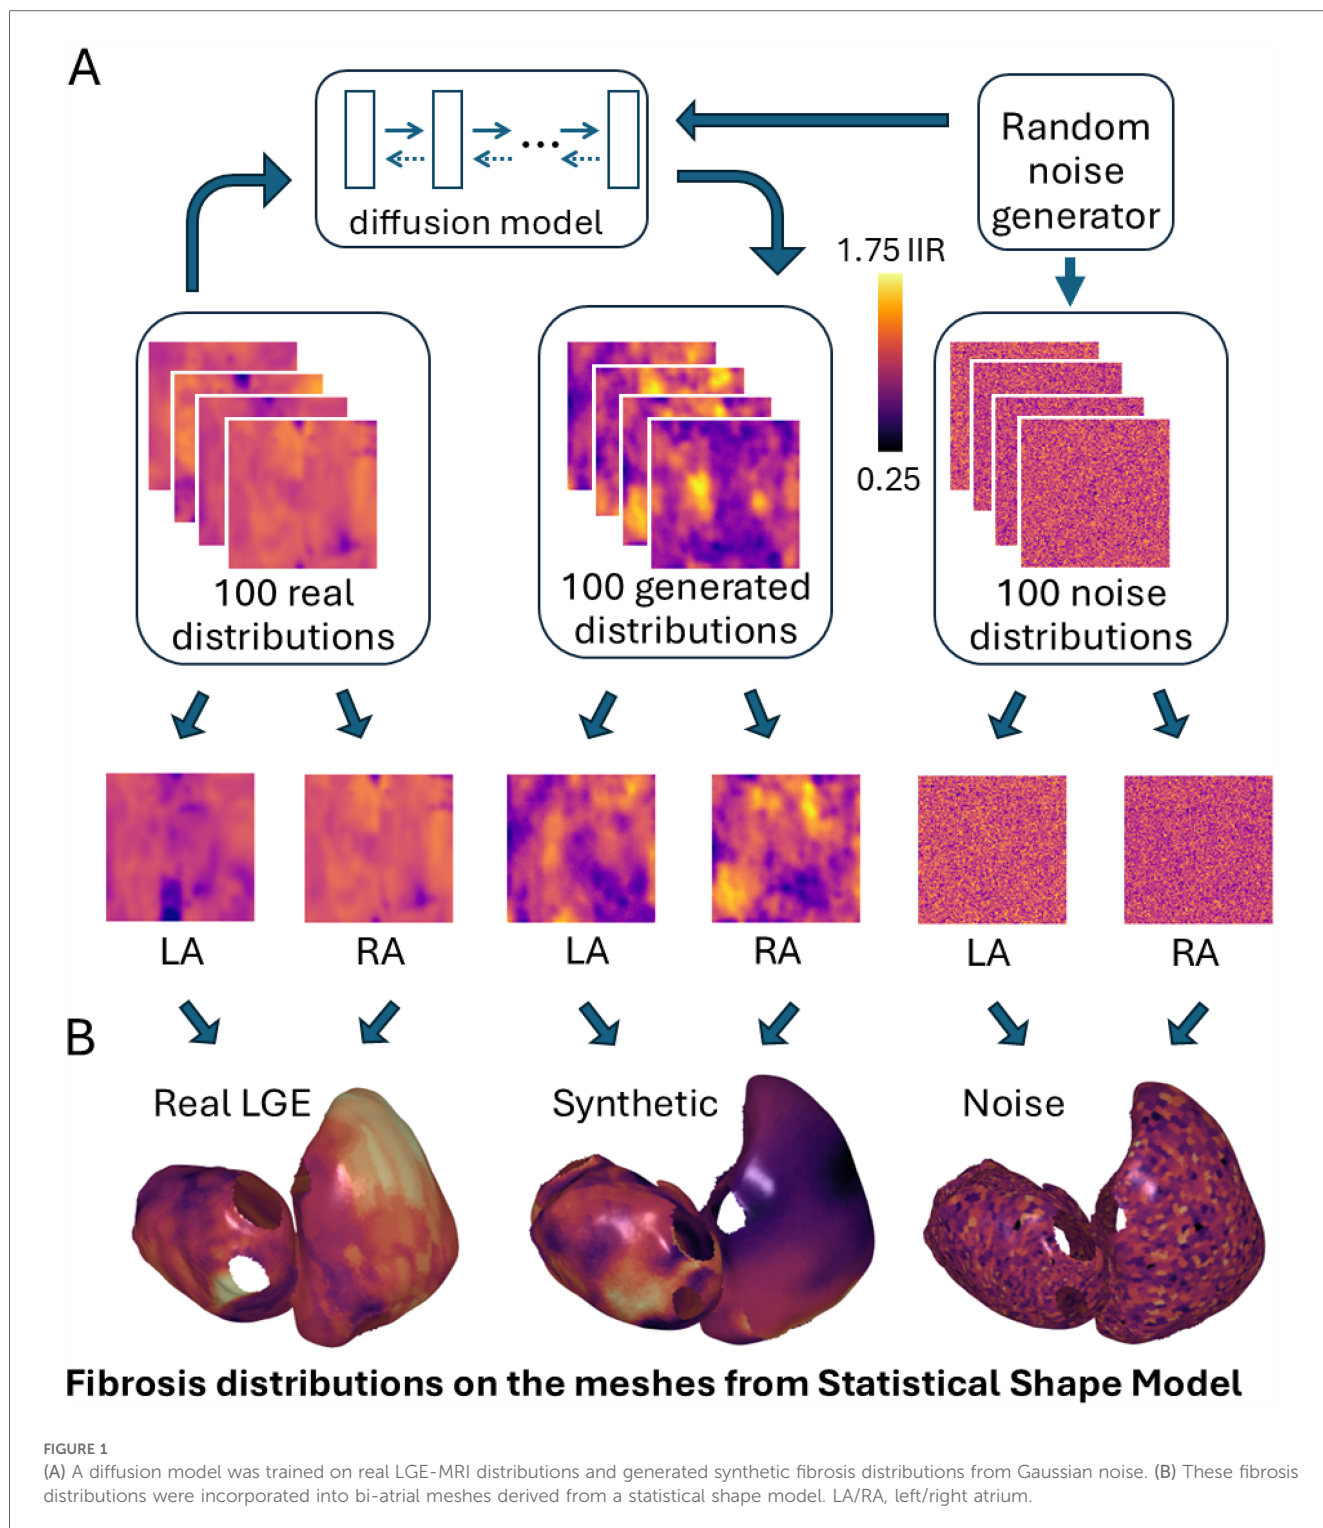 A
diffusion model
Random
noise
generator
1.75 IIR
0.25
100 real
distributions
100 generated
distributions
100 noise
distributions
LA
RA
LA
RA
LA
RA
B
Real LGE
Synthetic
Noise
Fibrosis distributions on the meshes from Statistical Shape Model
FIGURE 1
(A) A diffusion model was trained on real LGE-MRI distributions and generated synthetic fibrosis distributions from Gaussian noise. (B) These fibrosis
distributions were incorporated into bi-atrial meshes derived from a statistical shape model. LA/RA, left/right atrium.